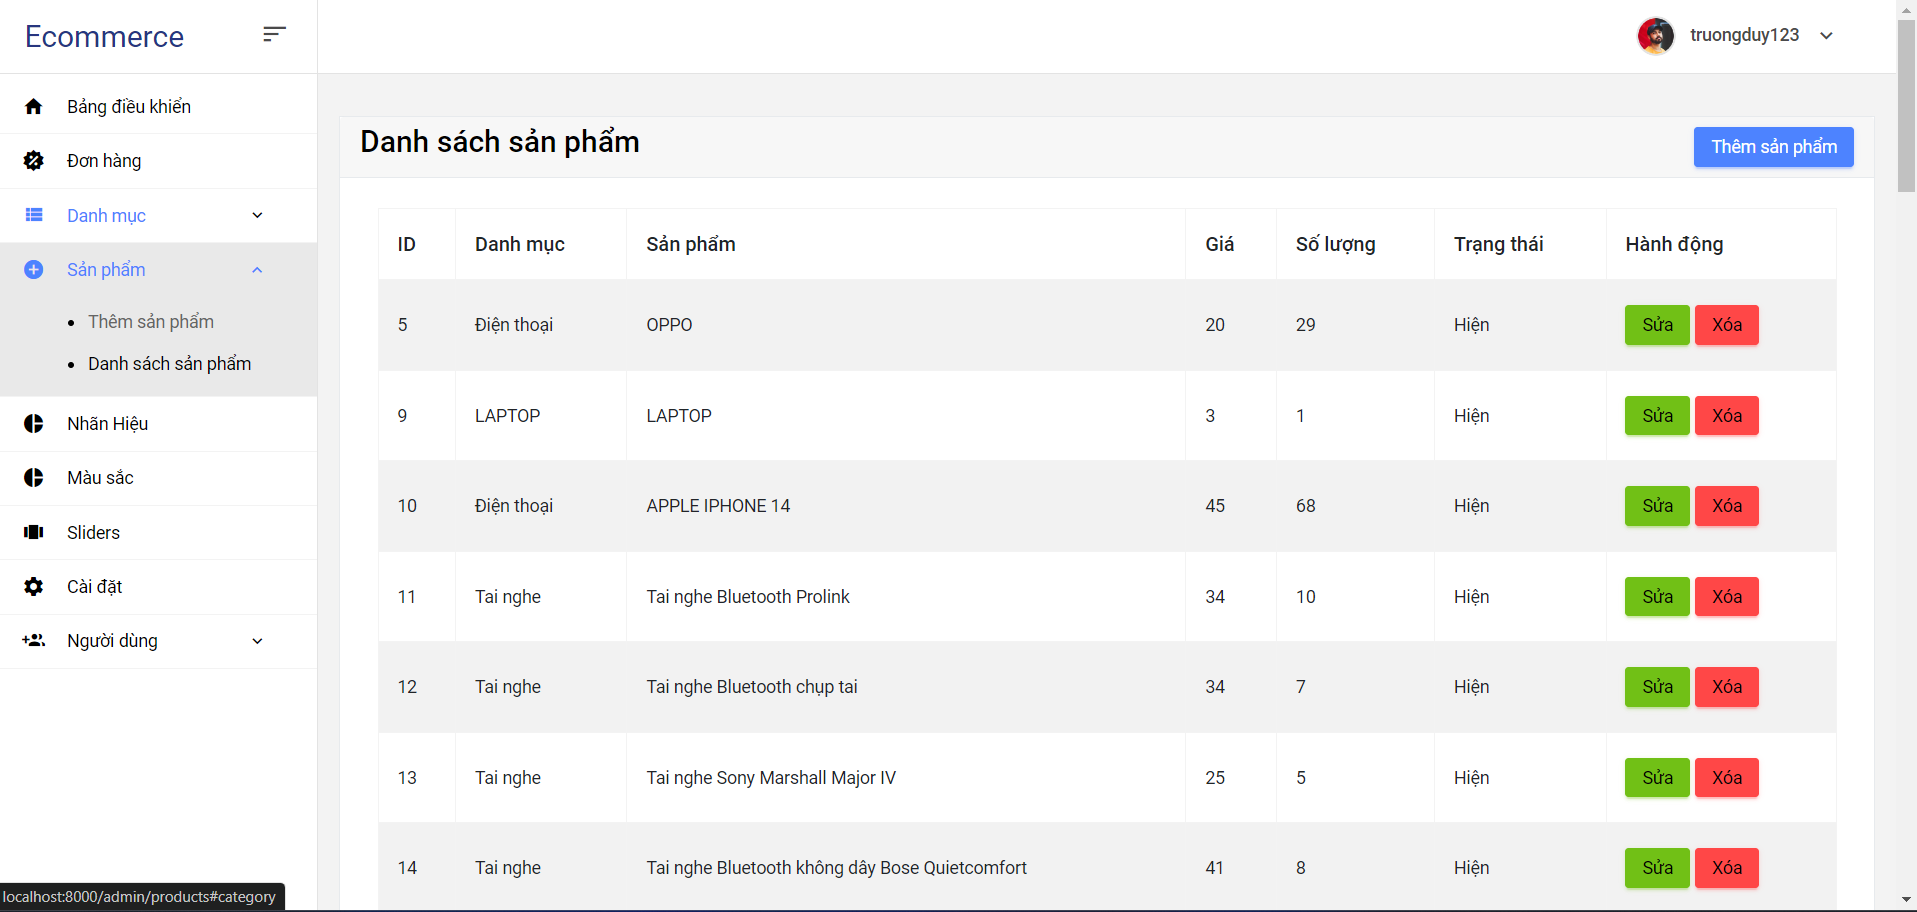 Ecommerce
truongduy123
Bảng điều khiển
Đơn hàng
Danh mục
Sản phẩm
Thêm sản phẩm
Danh sách sản phẩm
Nhãn Hiệu
Màu sắc
Sliders
Cài đặt
Người dùng
Danh sách sản phẩm
Thêm sản phẩm
ID Danh mục Sản phẩm Giá Số lượng Trạng thái Hành động
5 Điện thoại OPPO 20 29 Hiện Sửa Xóa
9 LAPTOP LAPTOP 3 1 Hiện Sửa Xóa
10 Điện thoại APPLE IPHONE 14 45 68 Hiện Sửa Xóa
11 Tai nghe Tai nghe Bluetooth Prolink 34 10 Hiện Sửa Xóa
12 Tai nghe Tai nghe Bluetooth chụp tai 34 7 Hiện Sửa Xóa
13 Tai nghe Tai nghe Sony Marshall Major IV 25 5 Hiện Sửa Xóa
14 Tai nghe Tai nghe Bluetooth không dây Bose Quietcomfort 41 8 Hiện Sửa Xóa
localhost:8000/admin/products#category